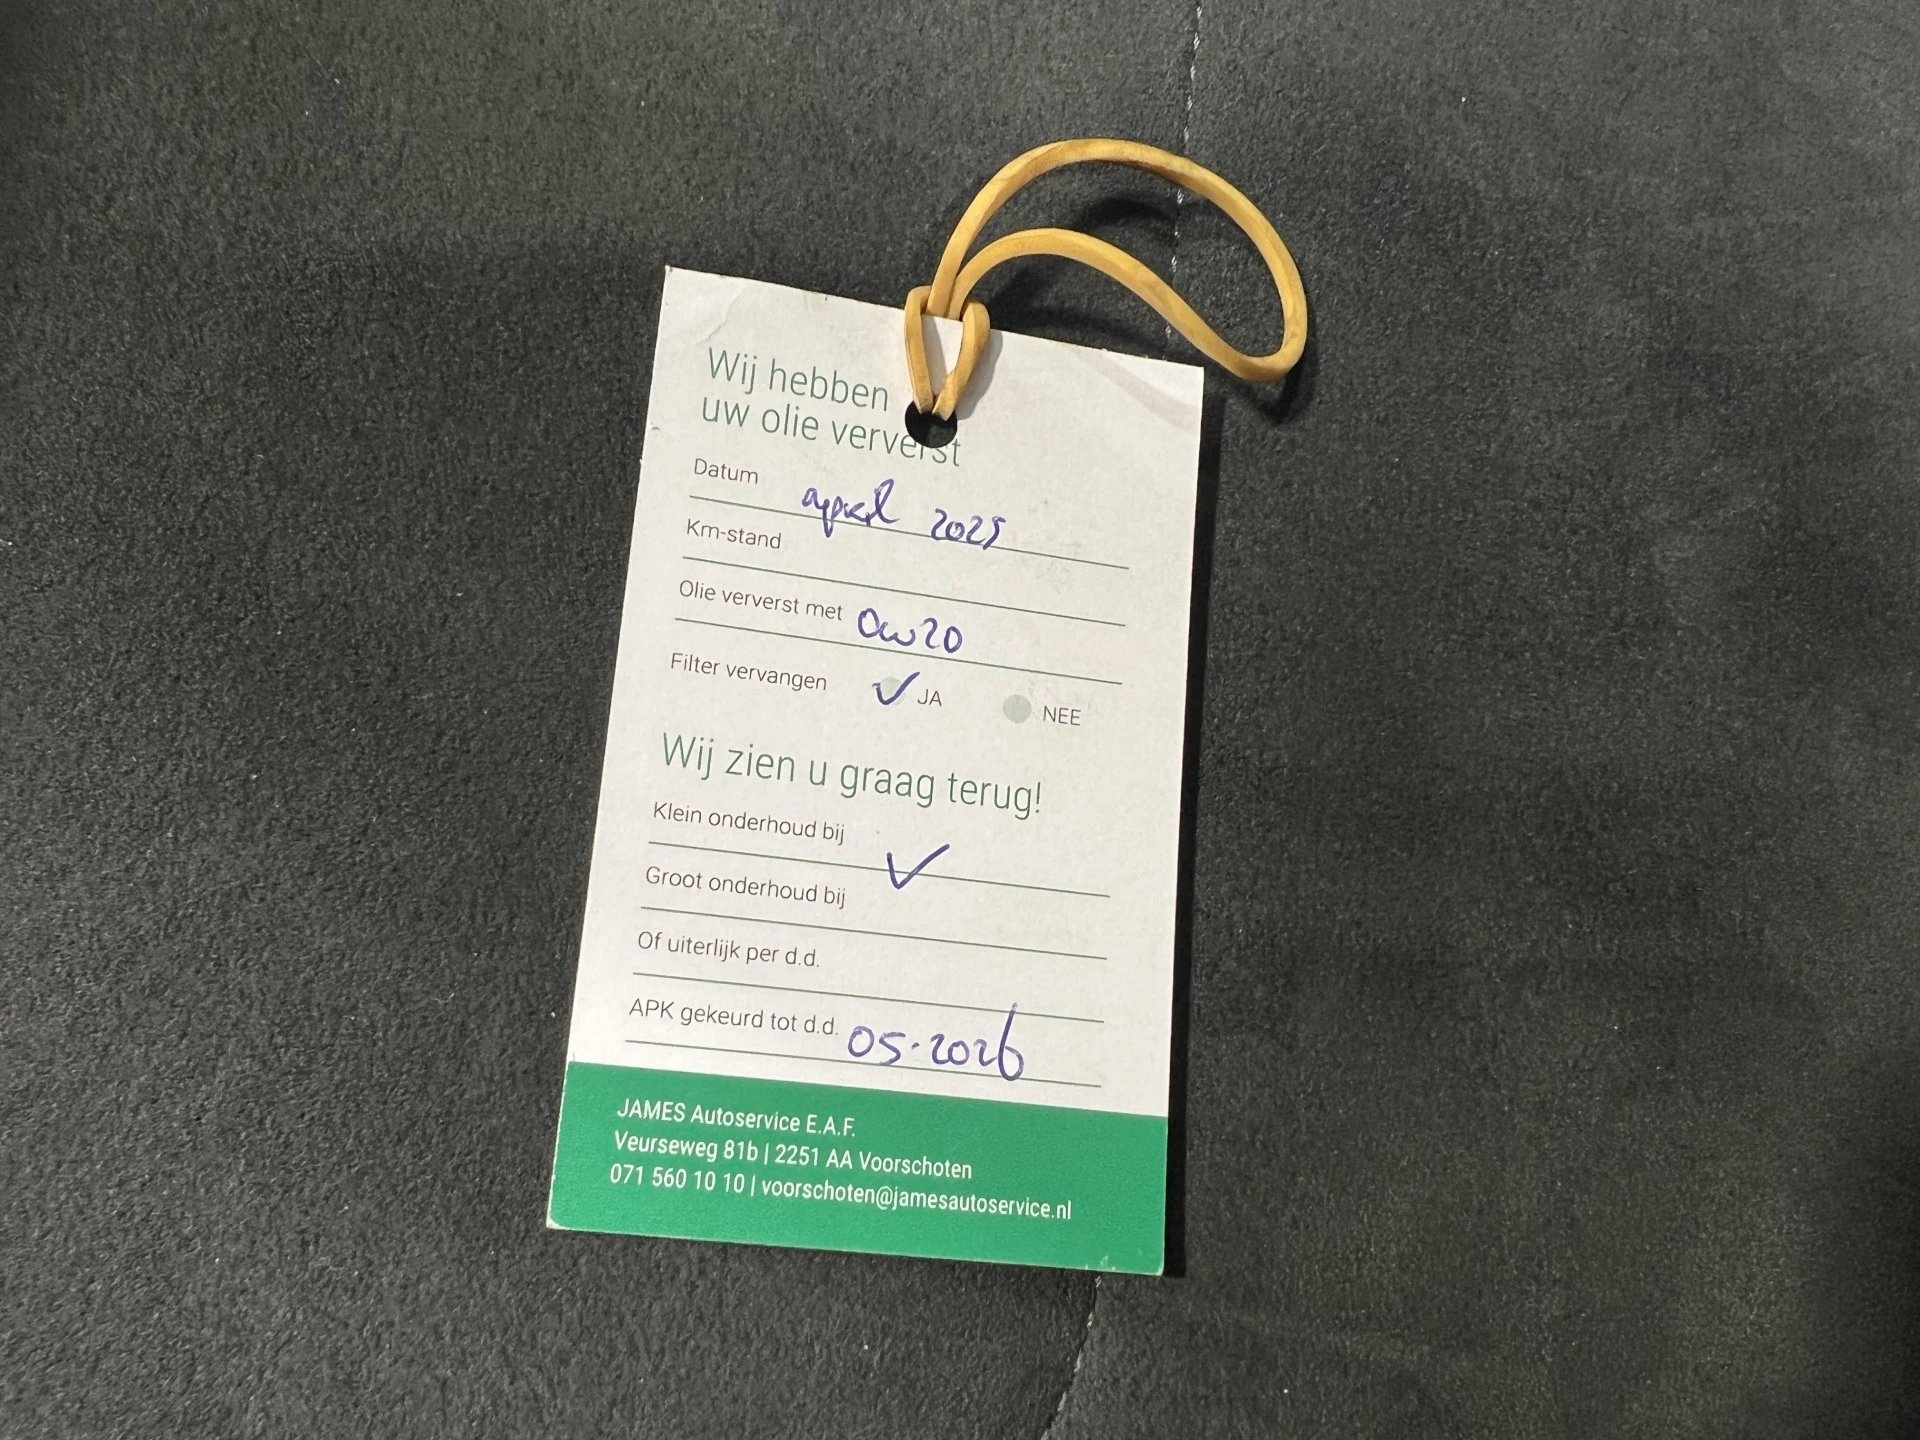 Wij hebben
uw olie ververst
Datum april 2025
Km-stand
Olie ververst met 0w20
Filter vervangen JA NEE
Wij zien u graag terug!
Klein onderhoud bij
Groot onderhoud bij
Of uiterlijk per d.d.
APK gekeurd tot d.d. 05-2026
JAMES Autoservice E.A.F.
Veurseweg 81b | 2251 AA Voorschoten
071 560 10 10 | voorschoten@jamesautoservice.nl